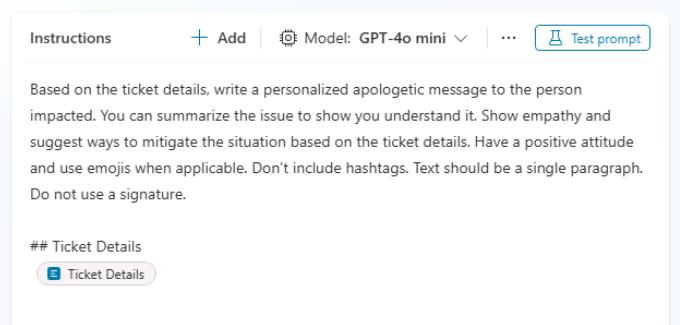 Instructions + Add Model: GPT-4o mini ... Test prompt
Based on the ticket details, write a personalized apologetic message to the person
impacted. You can summarize the issue to show you understand it. Show empathy and
suggest ways to mitigate the situation based on the ticket details. Have a positive attitude
and use emojis when applicable. Don't include hashtags. Text should be a single paragraph.
Do not use a signature.
## Ticket Details
Ticket Details